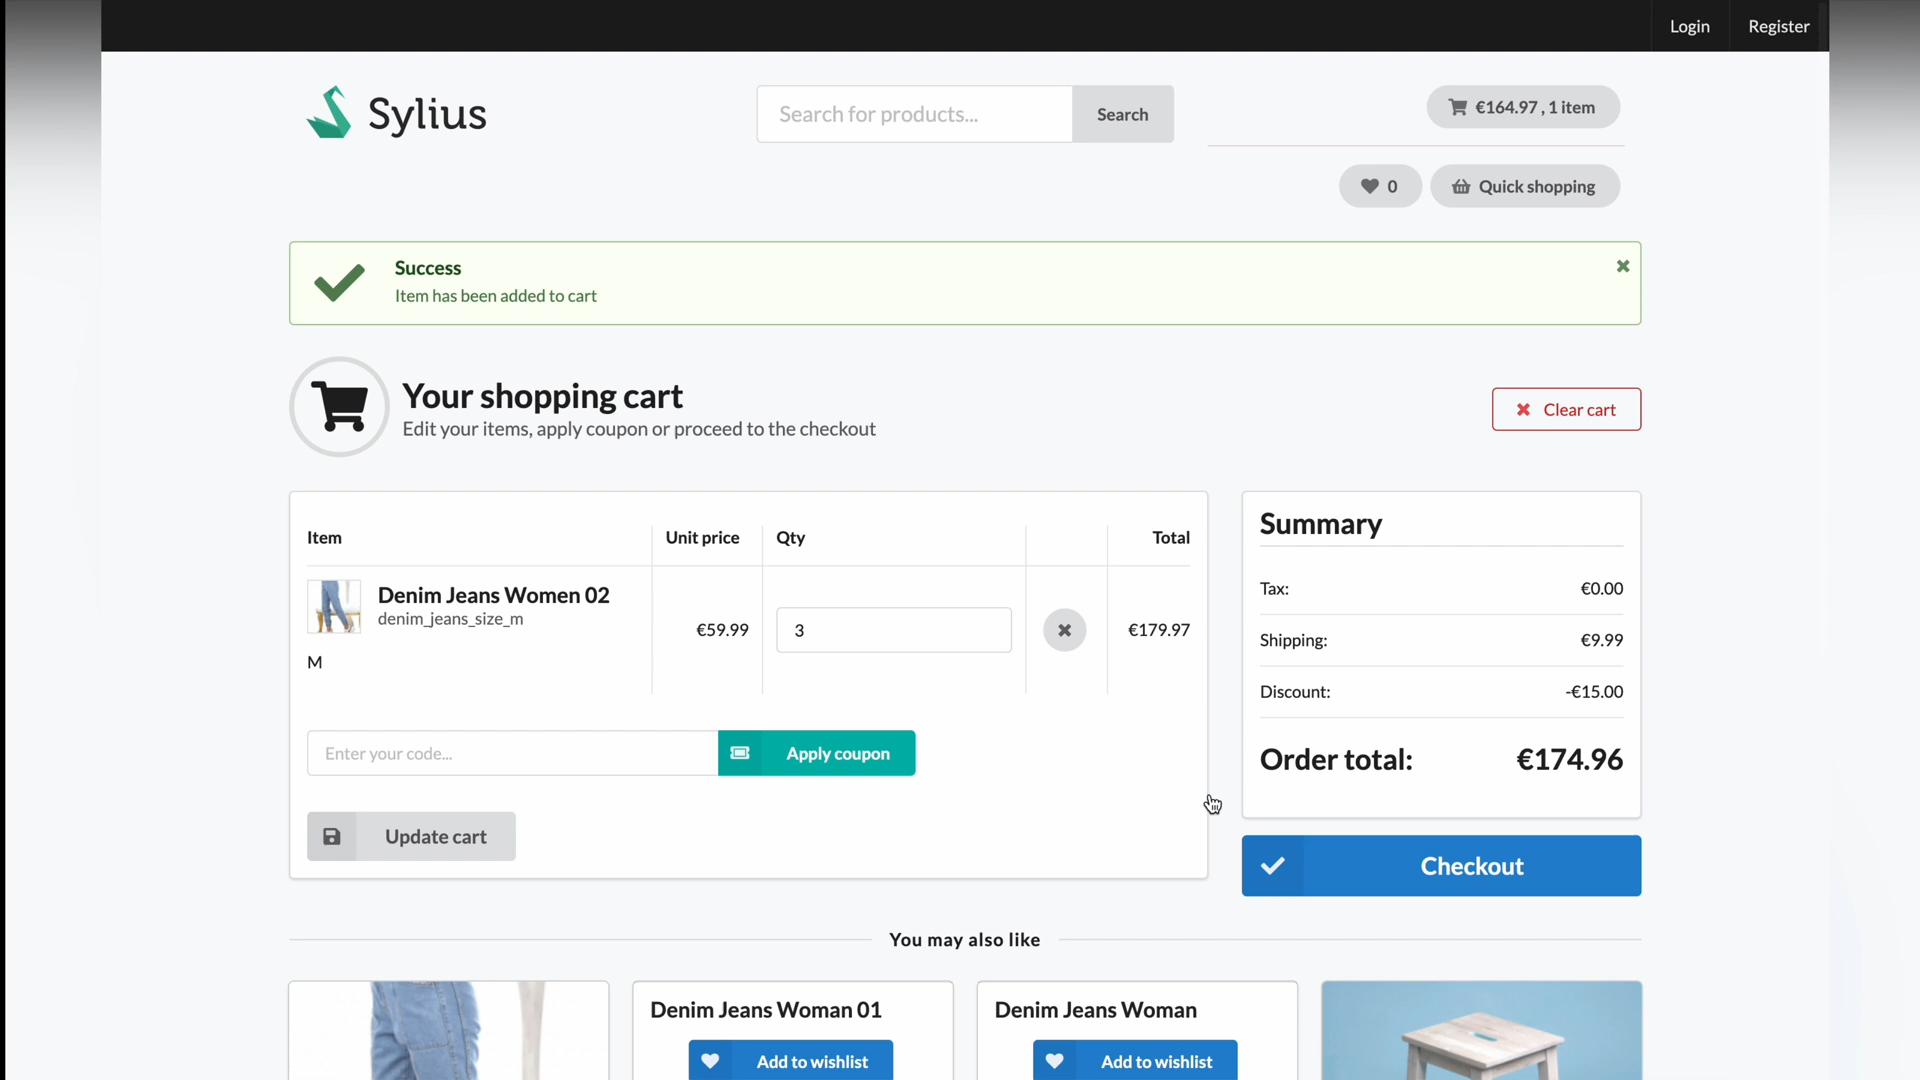 Login Register
Sylius
Search for products...
Search
€164.97 , 1 item
0
Quick shopping
Success
Item has been added to cart
Your shopping cart
Edit your items, apply coupon or proceed to the checkout
Clear cart
Item Unit price Qty Total
Denim Jeans Women 02
denim_jeans_size_m
M
€59.99 3 €179.97
Enter your code...
Apply coupon
Update cart
Summary
Tax: €0.00
Shipping: €9.99
Discount: -€15.00
Order total: €174.96
Checkout
You may also like
Denim Jeans Woman 01
Add to wishlist
Denim Jeans Woman
Add to wishlist